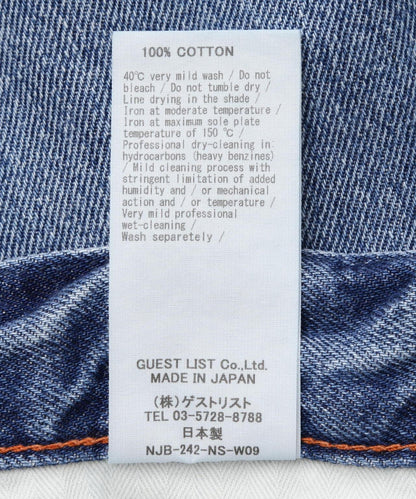 100% COTTON
40℃ very mild wash / Do not
bleach / Do not tumble dry /
Line drying in the shade /
Iron at moderate temperature /
Iron at maximum sole plate
temperature of 150 ℃ /
Professional dry-cleaning in
hydrocarbons (heavy benzines)
/ Mild cleaning process with
stringent limitation of added
humidity and / or mechanical
action and / or temperature /
Very mild professional
wet-cleaning /
Wash separetely /
GUEST LIST Co.,Ltd.
MADE IN JAPAN
(株)ゲストリスト
TEL 03-5728-8788
日本製
NJB-242-NS-W09